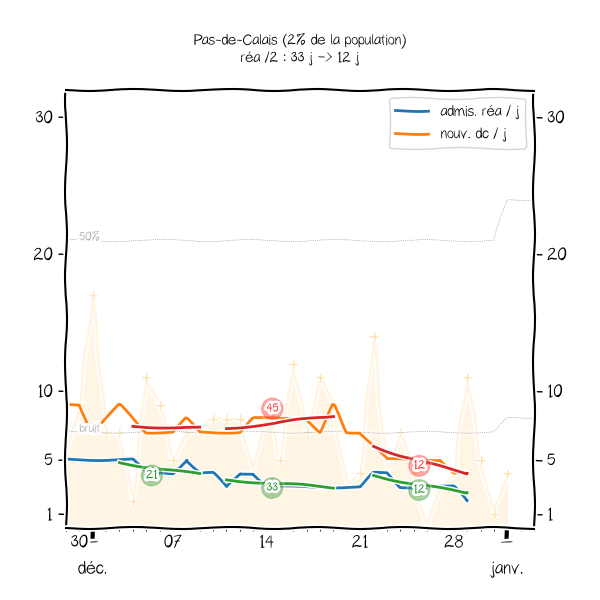 Pas-de-Calais (2% de la population)
réa /2 : 33 j -> 12 j
admis. réa / j
nouv. dc / j
30 30
50%
20 20
10 10
45
bruit
5 5
12
21 33 12
1 1
30 07 14 21 28
déc. janv.